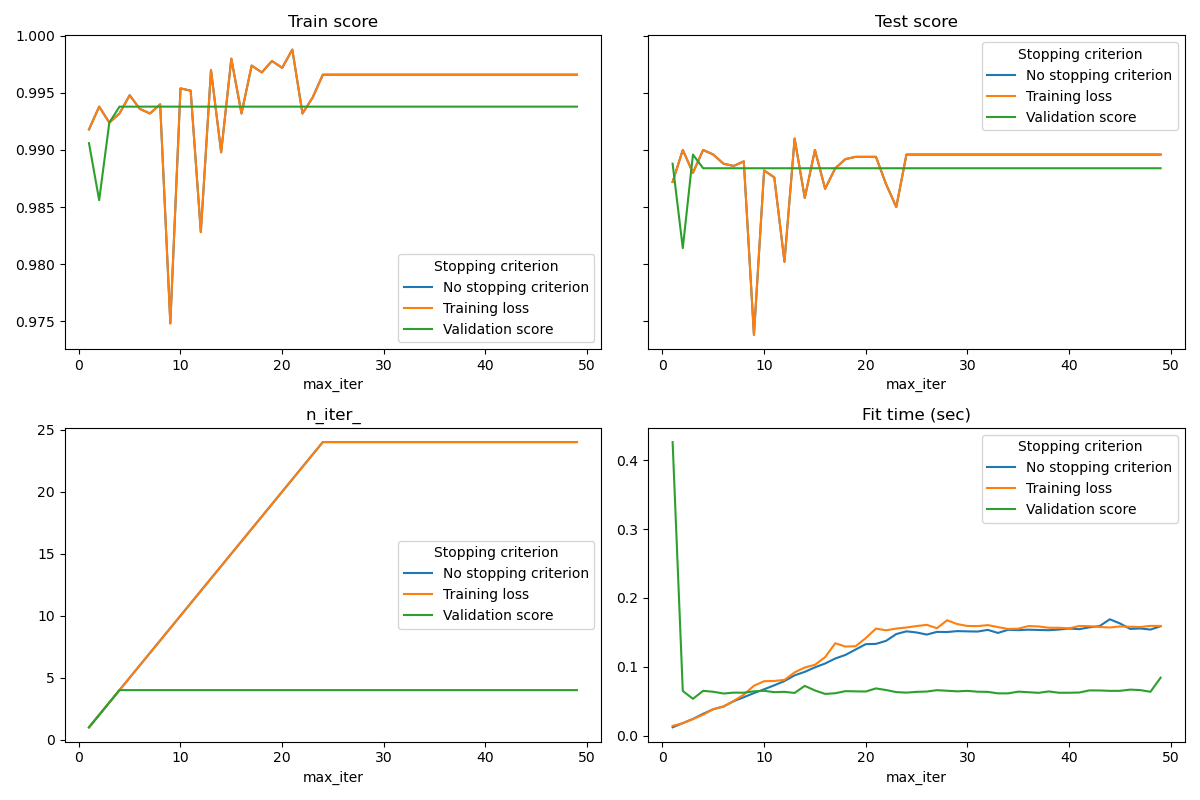 Train score
1.000
0.995
0.990
0.985
0.980
0.975
Stopping criterion
No stopping criterion
Training loss
Validation score
0 10 20 30 40 50
max_iter
Test score
Stopping criterion
No stopping criterion
Training loss
Validation score
0 10 20 30 40 50
max_iter
n_iter_
25
20
15
10
5
0
Stopping criterion
No stopping criterion
Training loss
Validation score
0 10 20 30 40 50
max_iter
Fit time (sec)
0.4
0.3
0.2
0.1
0.0
Stopping criterion
No stopping criterion
Training loss
Validation score
0 10 20 30 40 50
max_iter